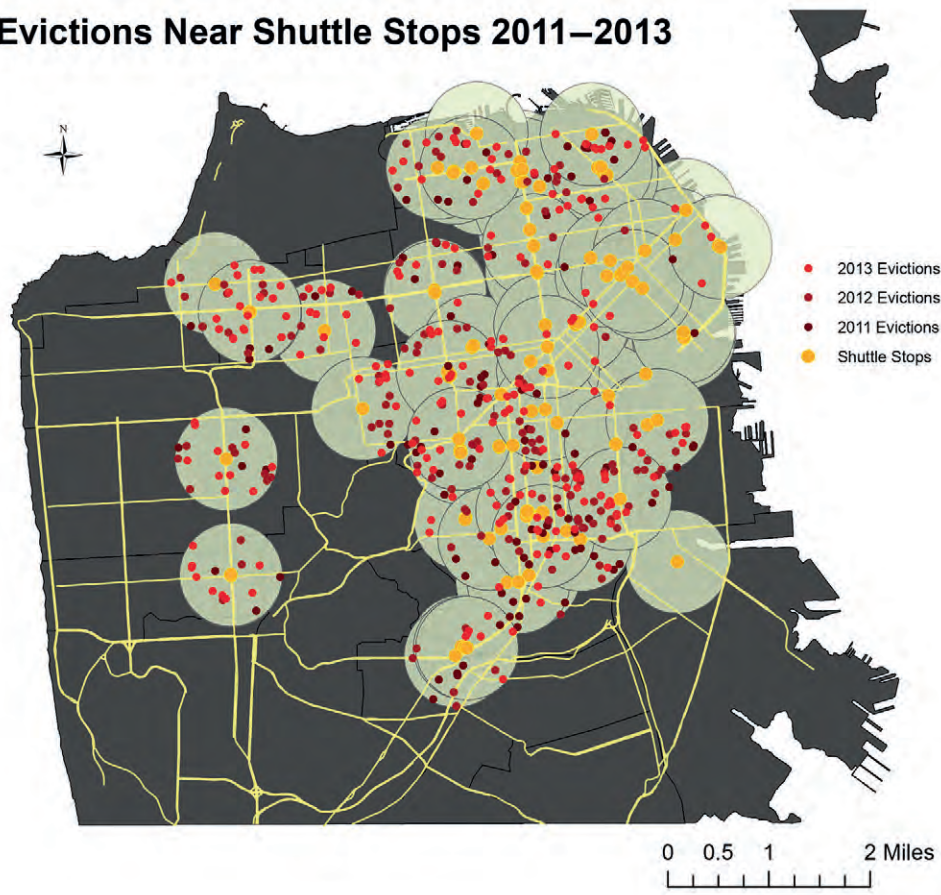 Evictions Near Shuttle Stops 2011–2013
N
2013 Evictions
2012 Evictions
2011 Evictions
Shuttle Stops
0 0.5 1 2 Miles